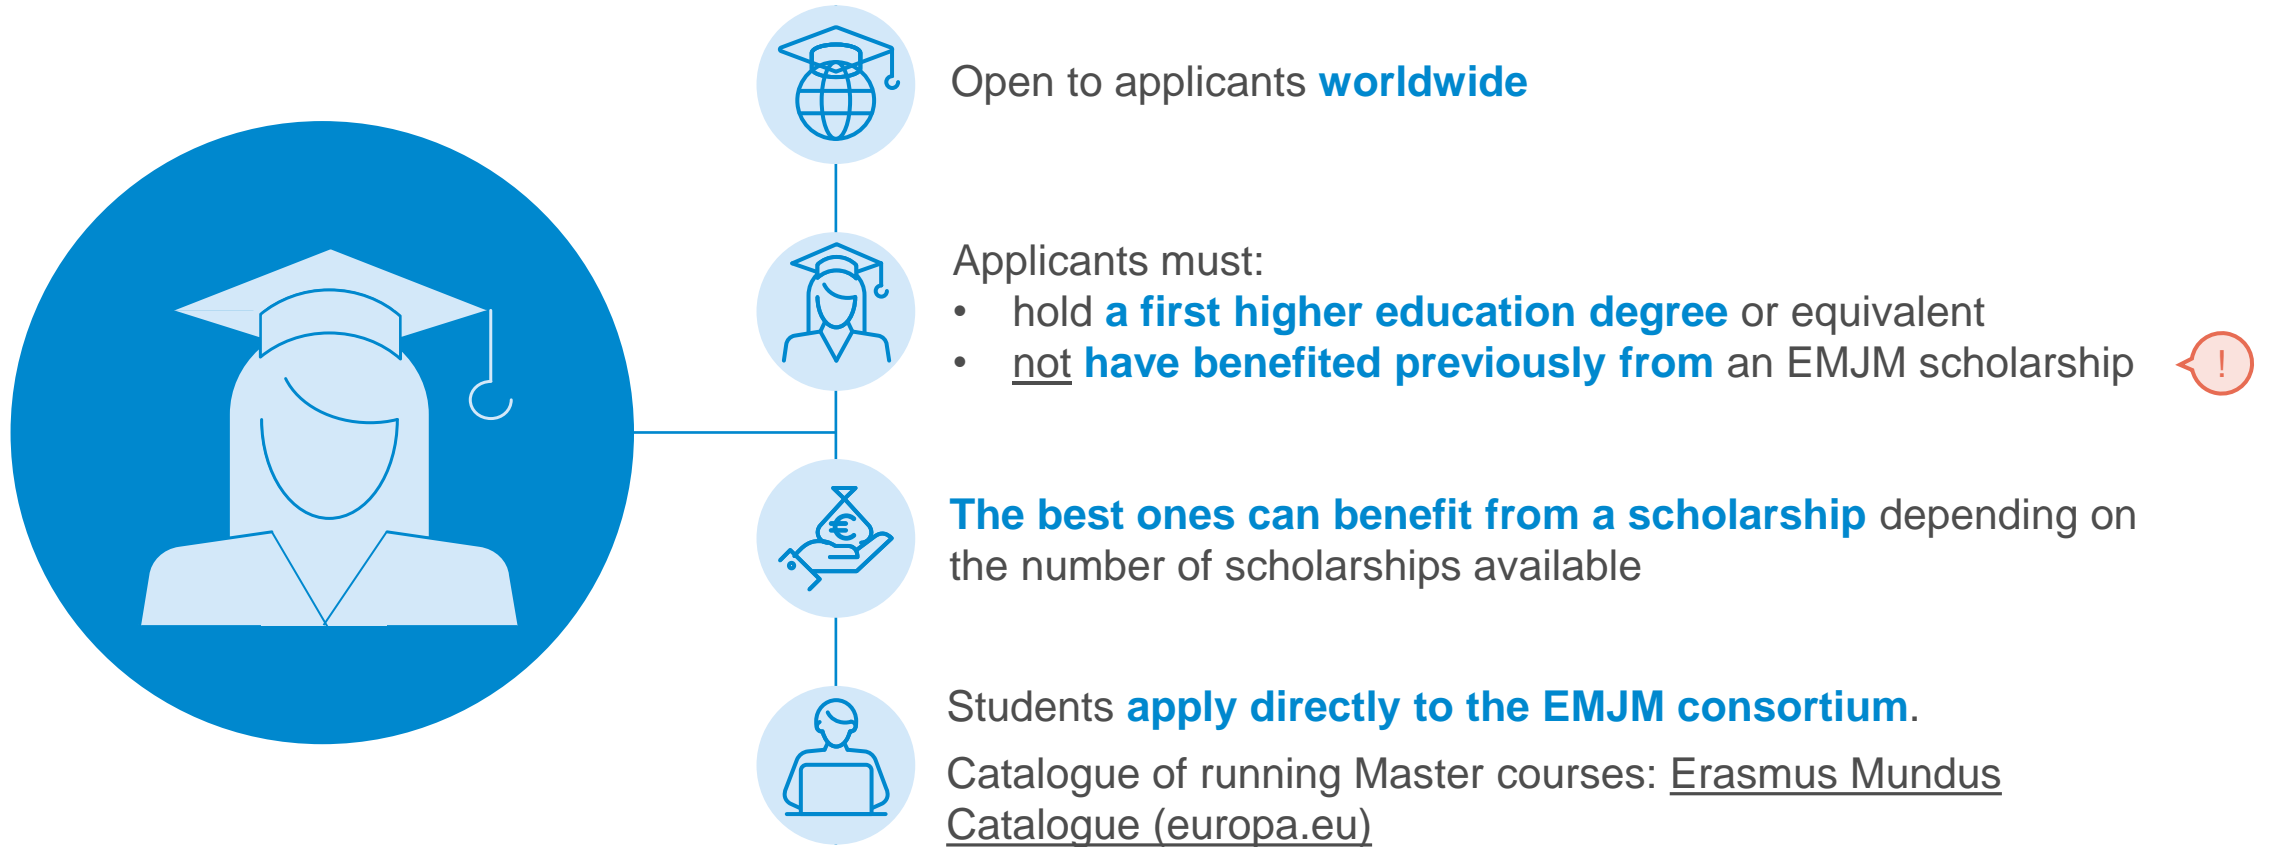 Open to applicants worldwide
Applicants must:
• hold a first higher education degree or equivalent
• not have benefited previously from an EMJM scholarship
!
€
The best ones can benefit from a scholarship depending on
the number of scholarships available
Students apply directly to the EMJM consortium.
Catalogue of running Master courses: Erasmus Mundus
Catalogue (europa.eu)